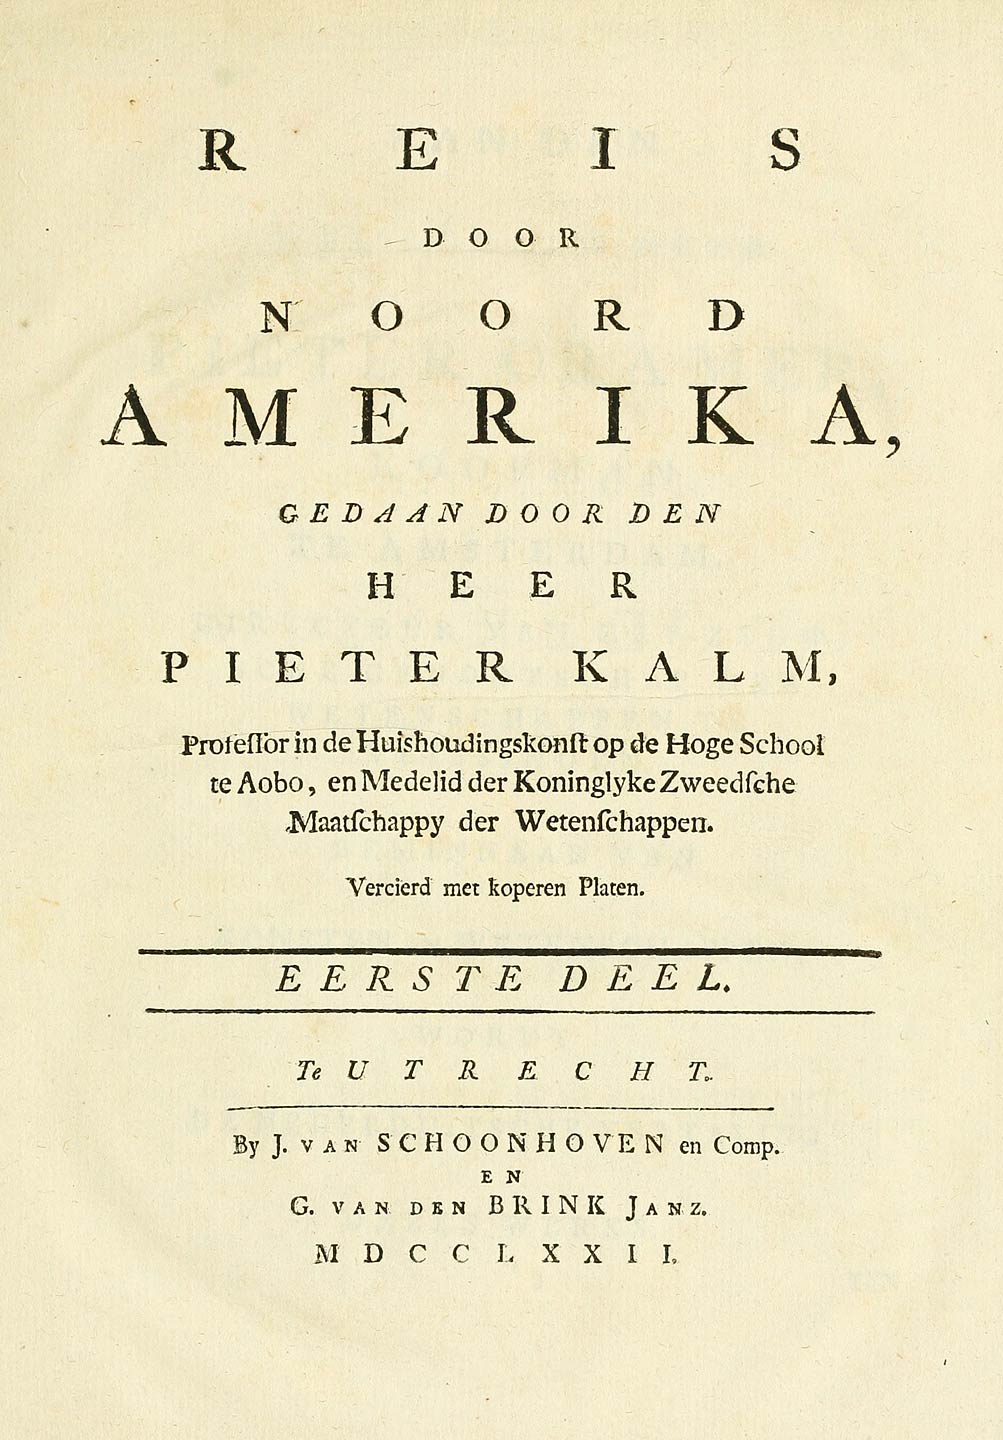 REIS
DOOR
NOORD
AMERIKA,
GEDAAN DOOR DEN
HEER
PIETER KALM,
Profeſſor in de Huishoudingskonſt op de Hoge School
te Aobo, en Medelid der Koninglyke Zweedſche
Maatſchappy der Wetenſchappen.
Vercierd met koperen Platen.
EERSTE DEEL.
Te UTRECHT.
By J. VAN SCHOONHOVEN en Comp.
EN
G. VAN DEN BRINK JANZ.
MDCCLXXII.